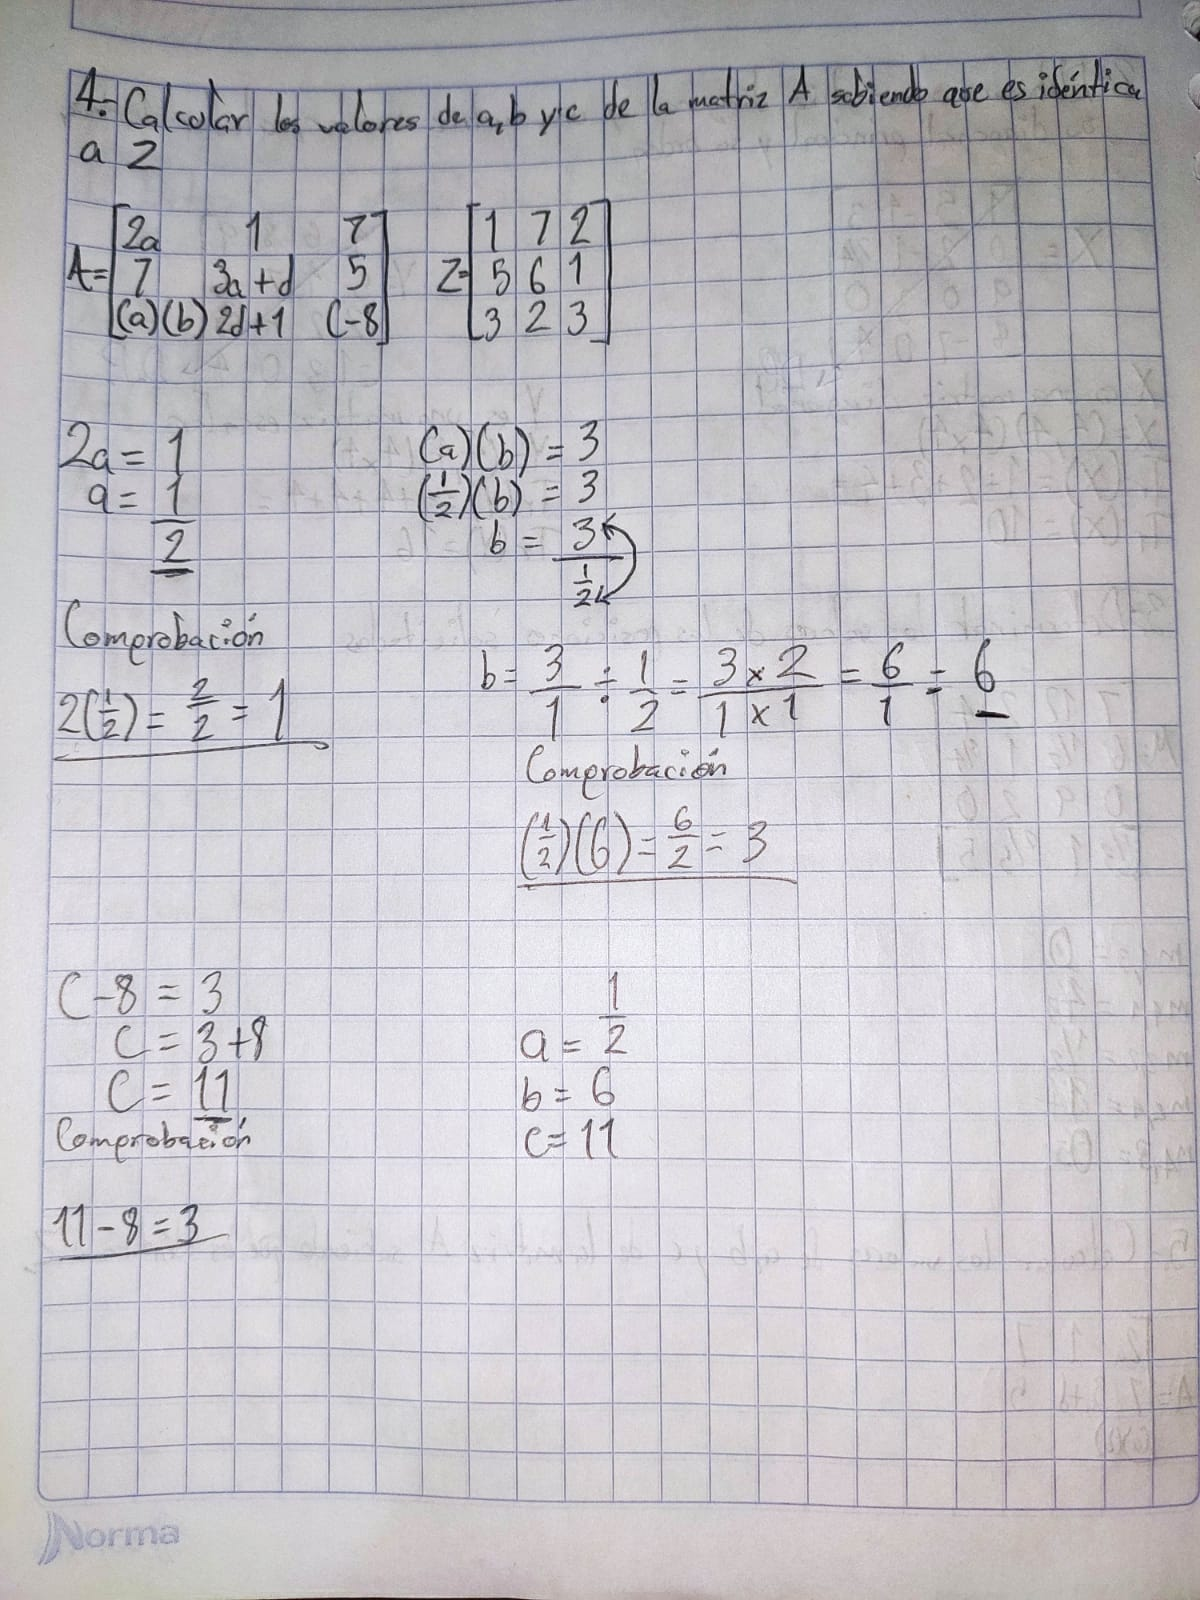 4.- Calcular los valores de a,b y c de la matriz A sabiendo que es idéntica
a Z
A= [2a 1 7] Z= [1 7 2]
[7 3a+d 5] [5 6 1]
[(a)(b) 2d+1 C-8] [3 2 3]
2a = 1
a = 1/2
Comprobación
2(1/2) = 2/2 = 1
(a)(b) = 3
(1/2)(b) = 3
b = 3 / 1/2
b = 3/1 ÷ 1/2 = 3 x 2 / 1 x 1 = 6/1 = 6
Comprobación
(1/2)(6) = 6/2 = 3
C-8 = 3
C = 3+8
C = 11
Comprobación
11-8 = 3
a = 1/2
b = 6
c = 11
Norma